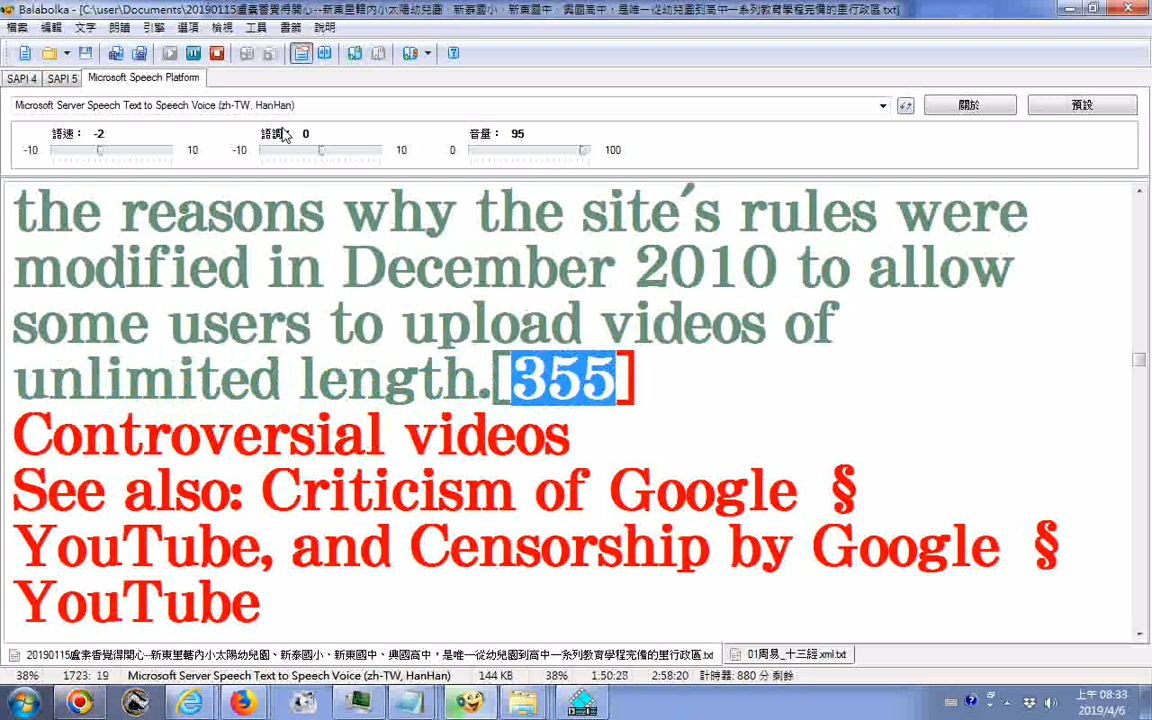 Balabolka - [C:\user\Documents\20190115盧素香覺得開心--新東里轄內小太陽幼兒園、新泰國小、新東國中、興國高中，是唯一從幼兒園到高中一系列教育學程完備的里行政區.txt]
檔案 編輯 文字 朗讀 引擎 選項 檢視 工具 書籤 說明
SAPI 4 SAPI 5 Microsoft Speech Platform
Microsoft Server Speech Text to Speech Voice (zh-TW, HanHan) 關於 預設
語速： -2 語調： 0 音量： 95
-10 10 -10 10 0 100
the reasons why the site´s rules were
modified in December 2010 to allow
some users to upload videos of
unlimited length.[355]
Controversial videos
See also: Criticism of Google §
YouTube, and Censorship by Google §
YouTube
20190115盧素香覺得開心--新東里轄內小太陽幼兒園、新泰國小、新東國中、興國高中，是唯一從幼兒園到高中一系列教育學程完備的里行政區.txt 01周易_十三經.xml.txt
38% 1723: 19 Microsoft Server Speech Text to Speech Voice (zh-TW, HanHan) 144 KB 38% 1:50:28 2:58:20 計時器: 880 分 剩餘
上午 08:33
2019/4/6